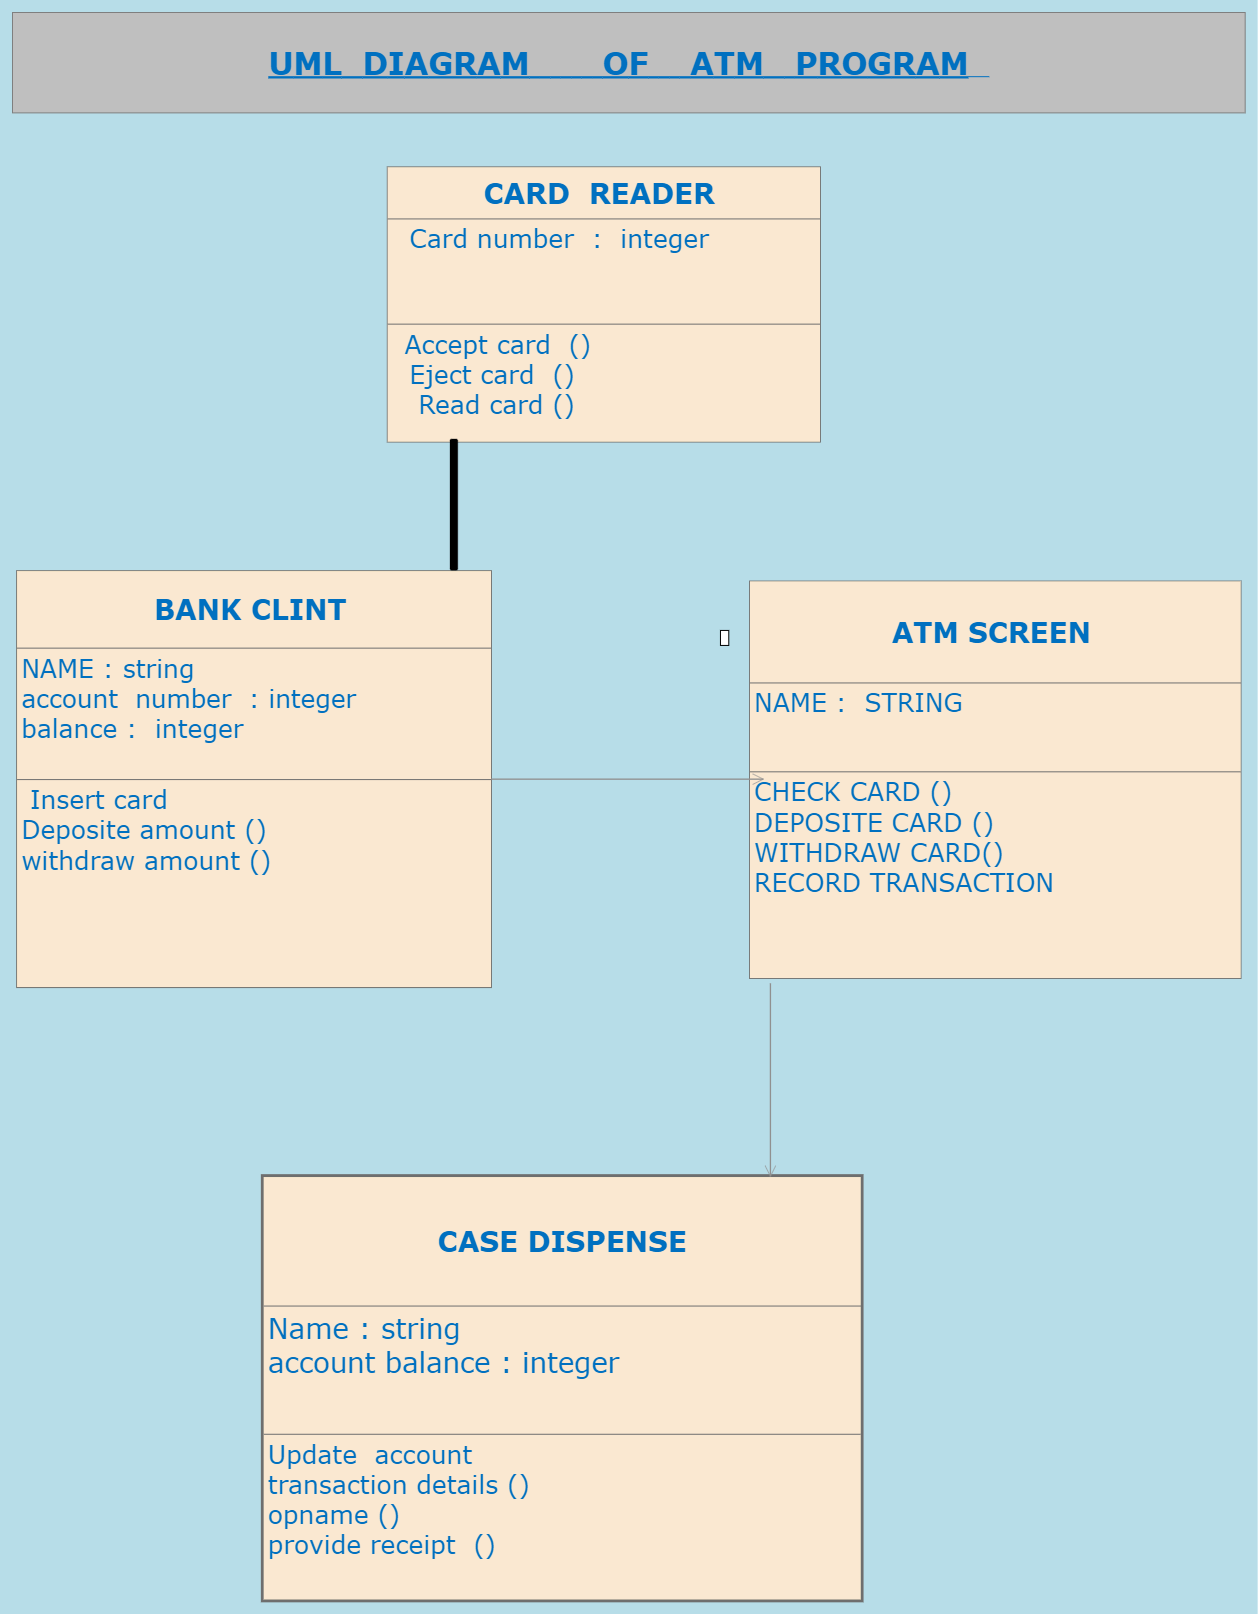 UML DIAGRAM OF ATM PROGRAM
CARD READER
Card number : integer
Accept card ()
Eject card ()
Read card ()
BANK CLINT
NAME : string
account number : integer
balance : integer
Insert card
Deposite amount ()
withdraw amount ()
ATM SCREEN
NAME : STRING
CHECK CARD ()
DEPOSITE CARD ()
WITHDRAW CARD()
RECORD TRANSACTION
CASE DISPENSE
Name : string
account balance : integer
Update account
transaction details ()
opname ()
provide receipt ()